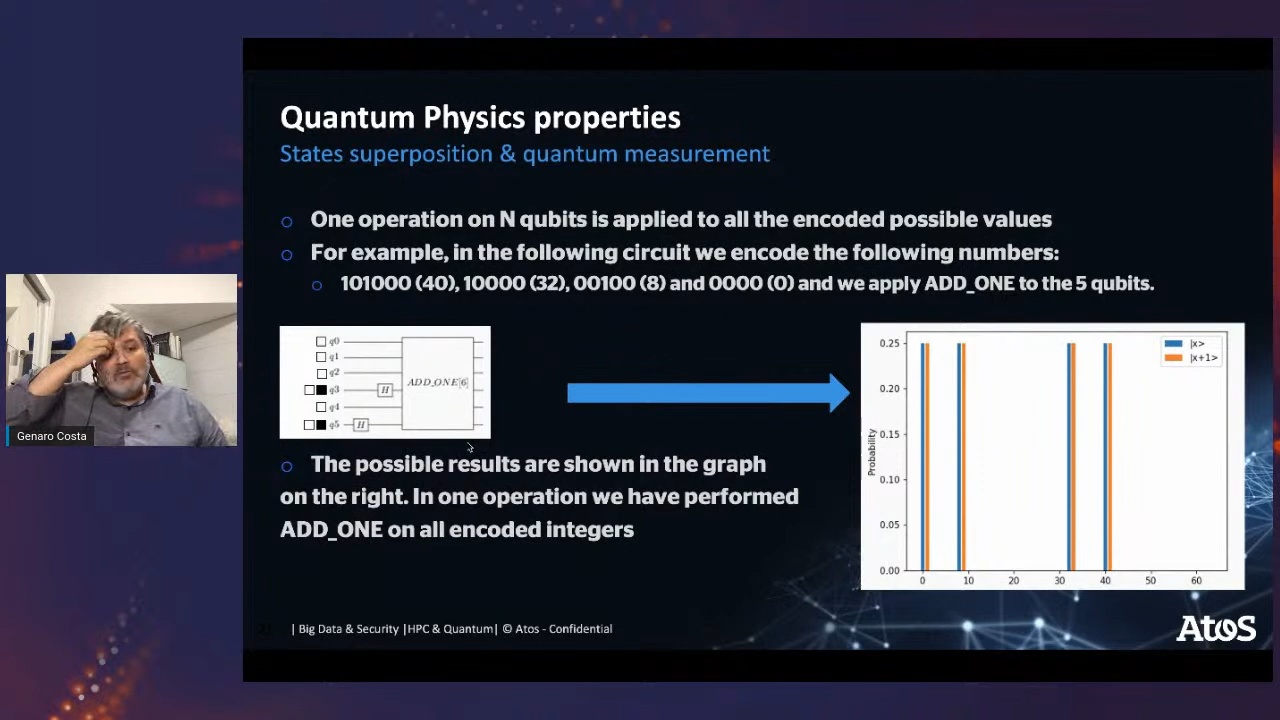 Quantum Physics properties
States superposition & quantum measurement
o One operation on N qubits is applied to all the encoded possible values
o For example, in the following circuit we encode the following numbers:
o 101000 (40), 10000 (32), 00100 (8) and 0000 (0) and we apply ADD_ONE to the 5 qubits.
q0
q1
q2
q3 H
q4
q5 H
ADD_ONE[6]
o The possible results are shown in the graph
on the right. In one operation we have performed
ADD_ONE on all encoded integers
|x>
|x+1>
Probability
0.25
0.20
0.15
0.10
0.05
0.00
0 10 20 30 40 50 60
Genaro Costa
| Big Data & Security |HPC & Quantum| © Atos - Confidential
Atos